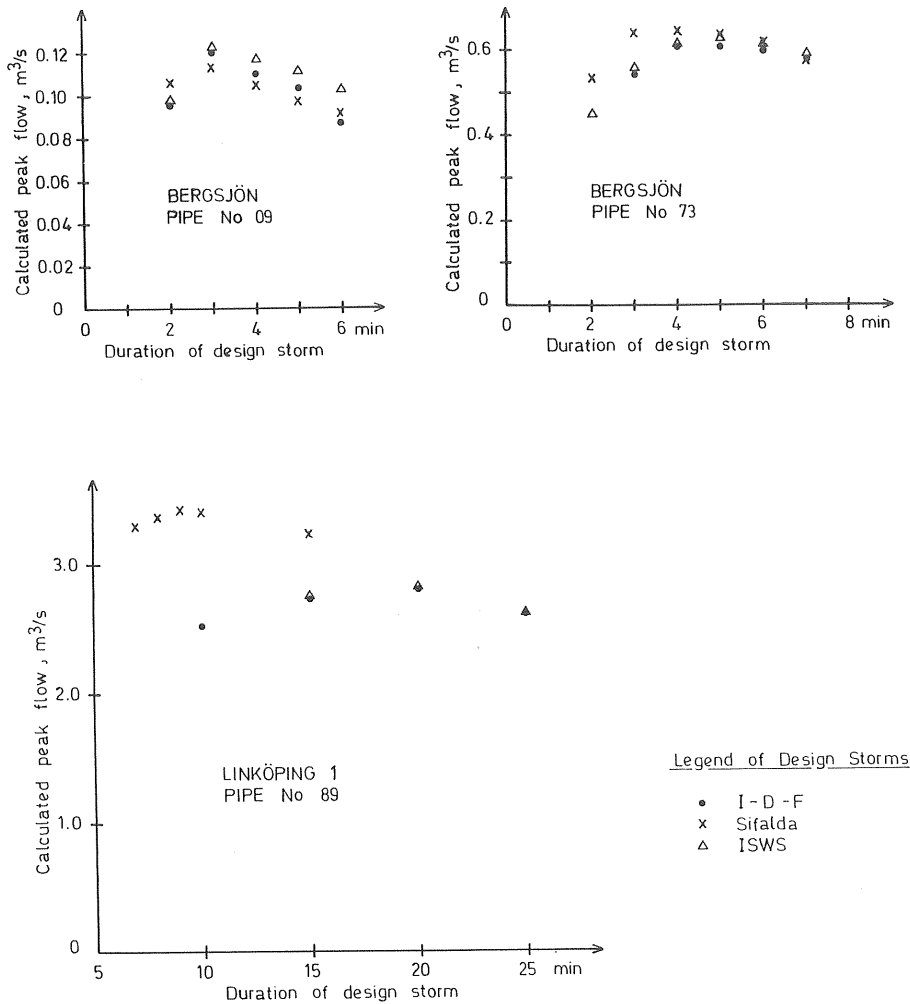 Calculated peak flow, m³/s
0.12
0.10
0.08
0.06
0.04
0.02
0
BERGSJÖN
PIPE No 09
0 2 4 6 min
Duration of design storm
Calculated peak flow, m³/s
0.6
0.4
0.2
0
BERGSJÖN
PIPE No 73
0 2 4 6 8 min
Duration of design storm
Calculated peak flow, m³/s
3.0
2.0
1.0
0
LINKÖPING 1
PIPE No 89
5 10 15 20 25 min
Duration of design storm
Legend of Design Storms
I-D-F
Sifalda
ISWS